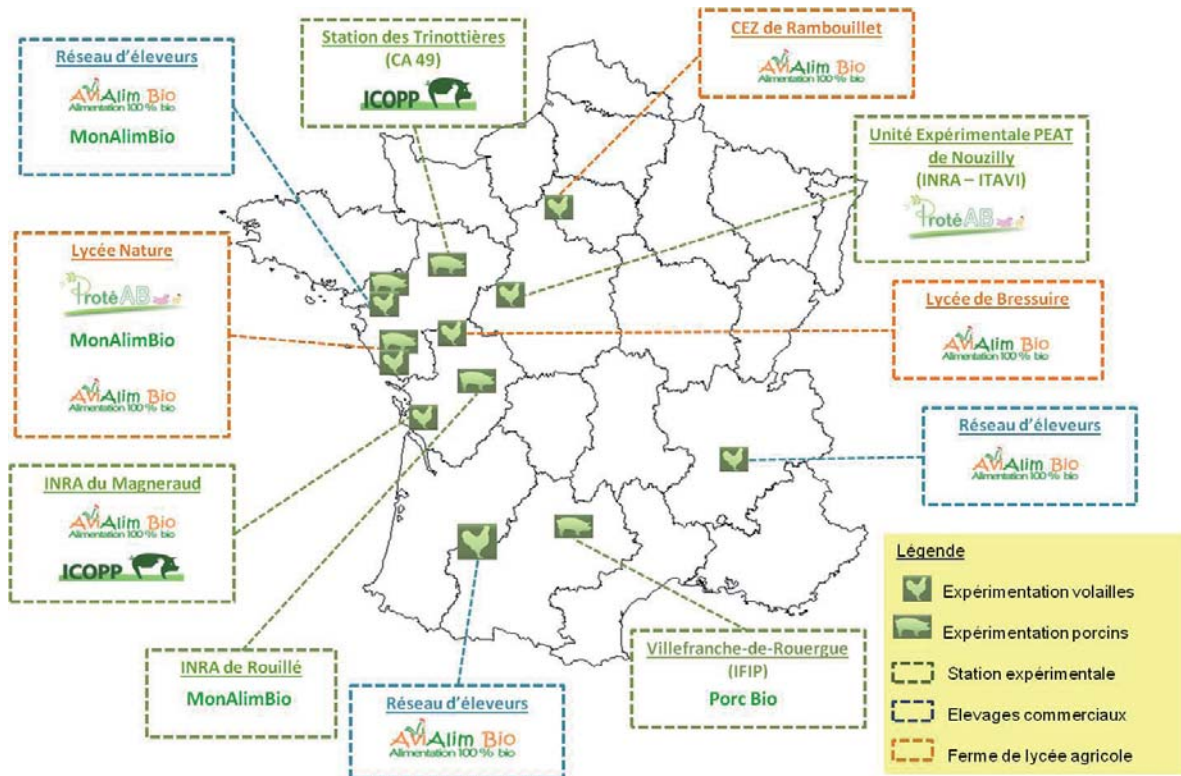 Réseau d'éleveurs
AviAlim Bio
Alimentation 100 % bio
MonAlimBio
Station des Trinottières
(CA 49)
ICOPP
CEZ de Rambouillet
AviAlim Bio
Alimentation 100 % bio
Unité Expérimentale PEAT
de Nouzilly
(INRA – ITAVI)
ProtéAB
Lycée Nature
ProtéAB
MonAlimBio
AviAlim Bio
Alimentation 100 % bio
Lycée de Bressuire
AviAlim Bio
Alimentation 100 % bio
Réseau d'éleveurs
AviAlim Bio
Alimentation 100 % bio
INRA du Magneraud
AviAlim Bio
Alimentation 100 % bio
ICOPP
INRA de Rouillé
MonAlimBio
Réseau d'éleveurs
AviAlim Bio
Alimentation 100 % bio
Villefranche-de-Rouergue
(IFIP)
Porc Bio
Légende
Expérimentation volailles
Expérimentation porcins
Station expérimentale
Elevages commerciaux
Ferme de lycée agricole